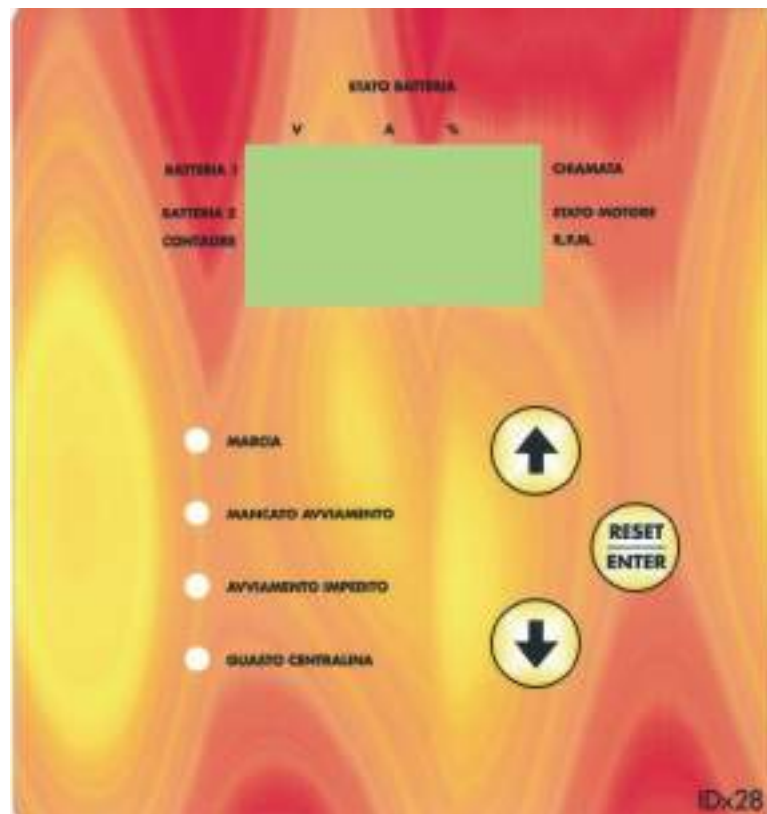 STATO BATTERIA
V A %
BATTERIA 1 CHIAMATA
BATTERIA 2 STATO MOTORE
CONTAORE R.P.M.
MARCIA
MANCATO AVVIAMENTO
RESET
ENTER
AVVIAMENTO IMPEDITO
GUASTO CENTRALINA
IDx28